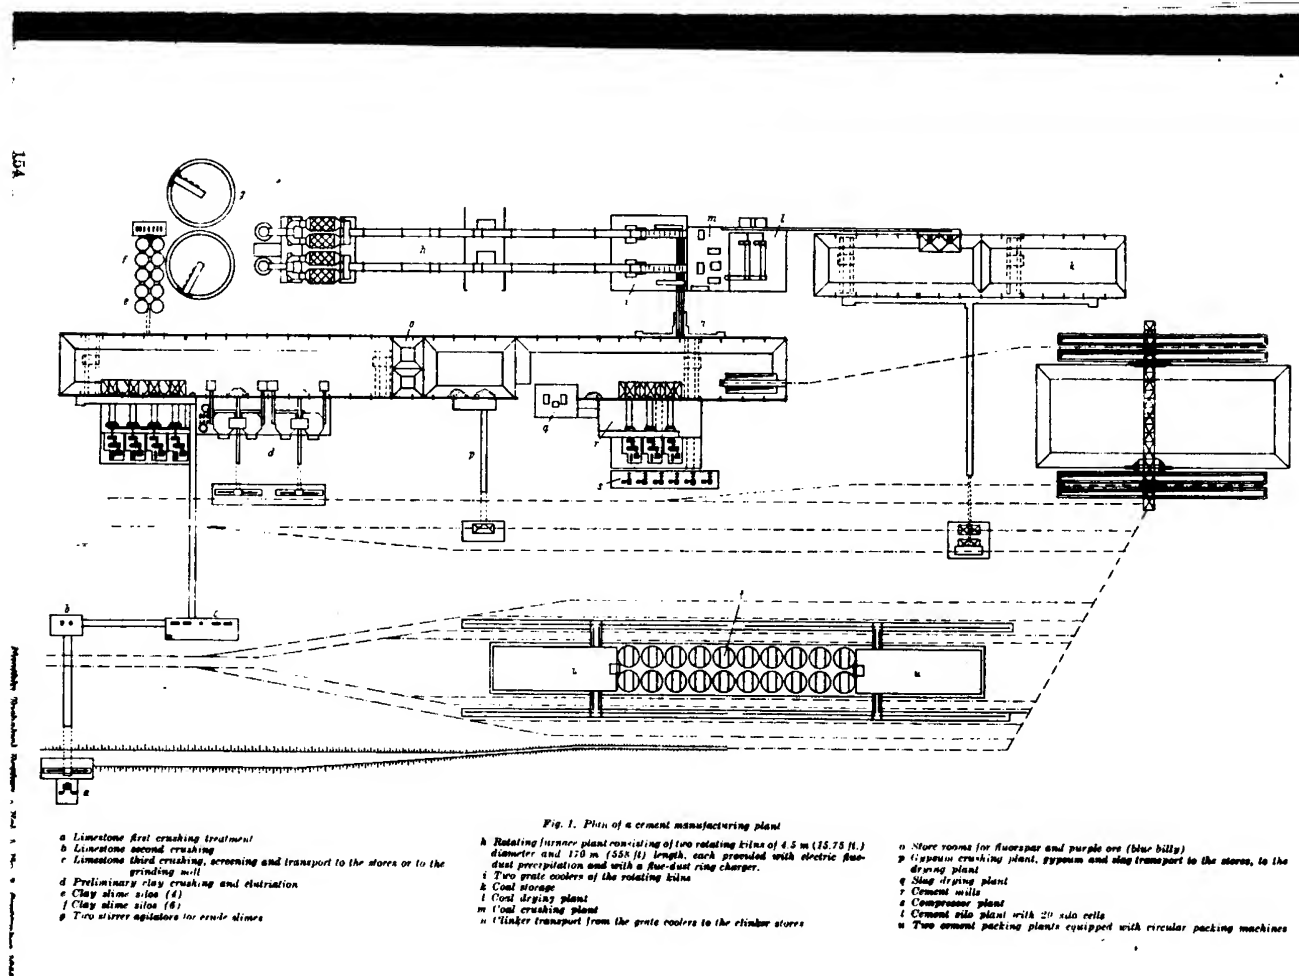 154
g
f
e
h
i
m
l
k
o
n
d
p
q
r
s
b
c
t
u
a
Fig. 1. Plan of a cement manufacturing plant
a Limestone first crushing treatment
b Limestone second crushing
c Limestone third crushing, screening and transport to the stores or to the
grinding mill
d Preliminary clay crushing and elutriation
e Clay slime silos (4)
f Clay slime silos (6)
g Two stirrer agitators for crude slimes
h Rotating furnace plant consisting of two rotating kilns of 4.5 m (15.75 ft.)
diameter and 170 m (558 ft) length, each provided with electric flue-
dust precipitation and with a flue-dust ring charger.
i Two grate coolers of the rotating kilns
k Coal storage
l Coal drying plant
m Coal crushing plant
n Clinker transport from the grate coolers to the clinker stores
o Store rooms for fluorspar and purple ore (blue billy)
p Gypsum crushing plant, gypsum and slag transport to the stores, to the
drying plant
q Slag drying plant
r Cement mills
s Compressor plant
t Cement silo plant with 20 silo cells
u Two cement packing plants equipped with circular packing machines